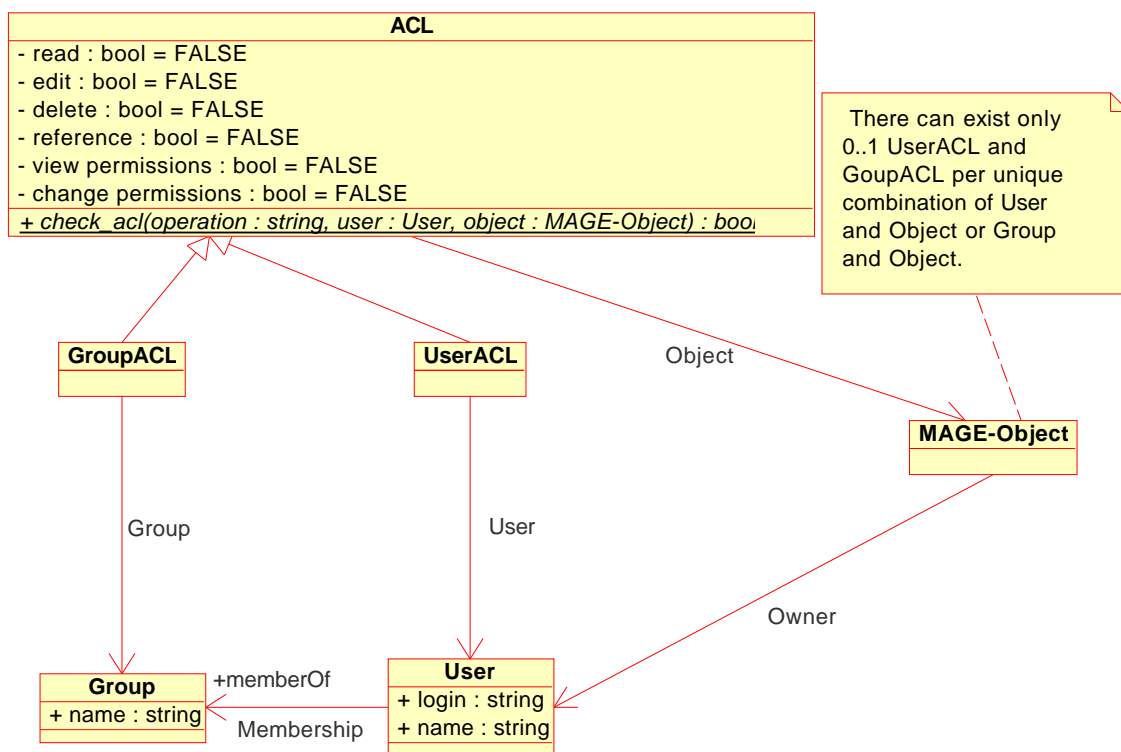 ACL
- read : bool = FALSE
- edit : bool = FALSE
- delete : bool = FALSE
- reference : bool = FALSE
- view permissions : bool = FALSE
- change permissions : bool = FALSE
+ check_acl(operation : string, user : User, object : MAGE-Object) : bool
There can exist only
0..1 UserACL and
GoupACL per unique
combination of User
and Object or Group
and Object.
GroupACL
UserACL
Object
MAGE-Object
Group
User
Owner
Group
+ name : string
+memberOf
Membership
User
+ login : string
+ name : string